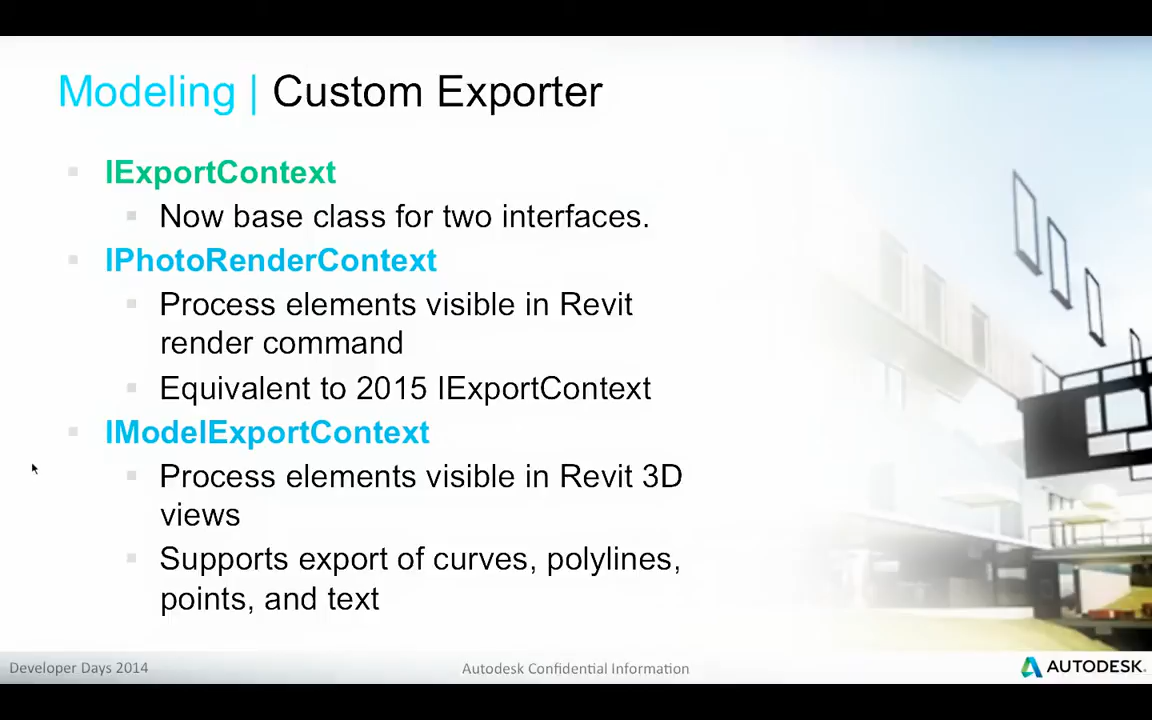 Modeling | Custom Exporter
IExportContext
Now base class for two interfaces.
IPhotoRenderContext
Process elements visible in Revit
render command
Equivalent to 2015 IExportContext
IModelExportContext
Process elements visible in Revit 3D
views
Supports export of curves, polylines,
points, and text
Developer Days 2014
Autodesk Confidential Information
AUTODESK.